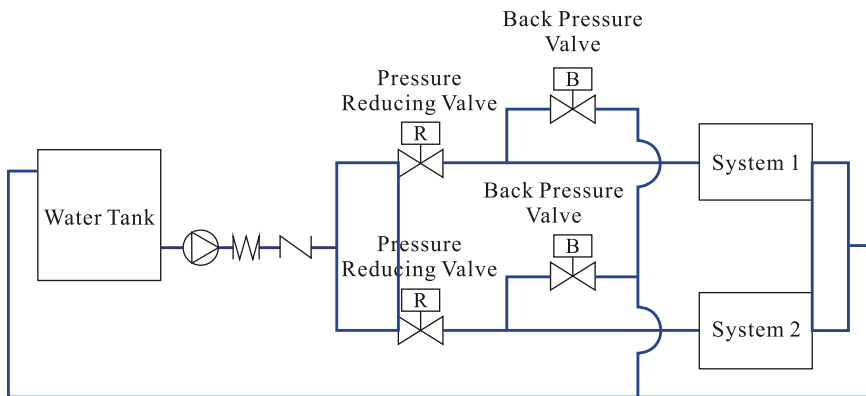 Back Pressure
Valve
B
Pressure
Reducing Valve
R
System 1
Water Tank
Back Pressure
Valve
B
Pressure
Reducing Valve
R
System 2